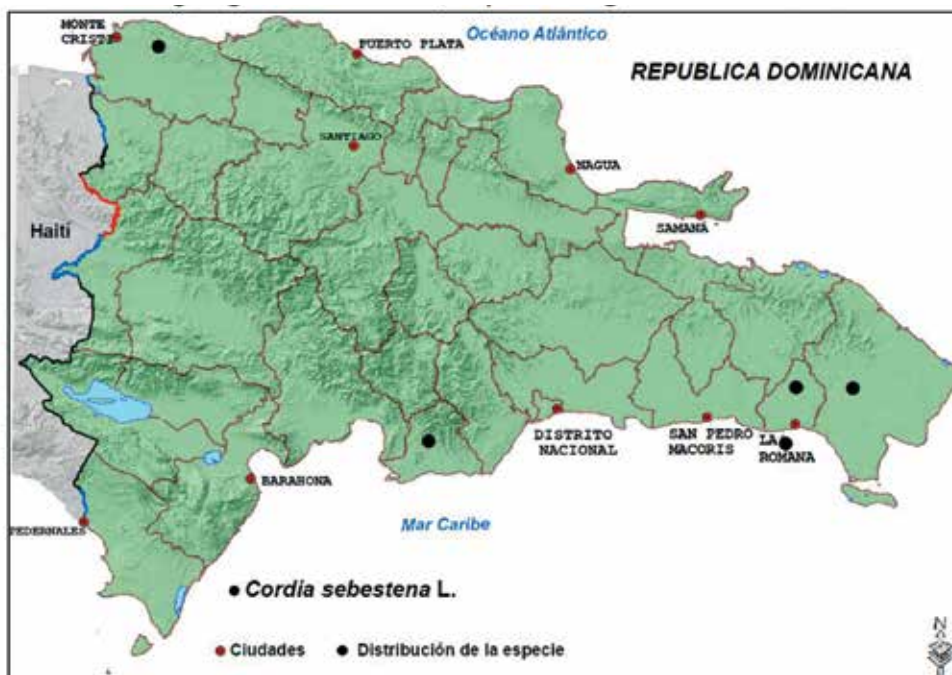 MONTE
CRISTI
PUERTO PLATA
Océano Atlántico
REPUBLICA DOMINICANA
SANTIAGO
NAGUA
SAMANA
Haití
DISTRITO
NACIONAL
SAN PEDRO
MACORIS
LA
ROMANA
BARAHONA
PEDERNALES
Mar Caribe
Cordia sebestena L.
Ciudades
Distribución de la especie
N